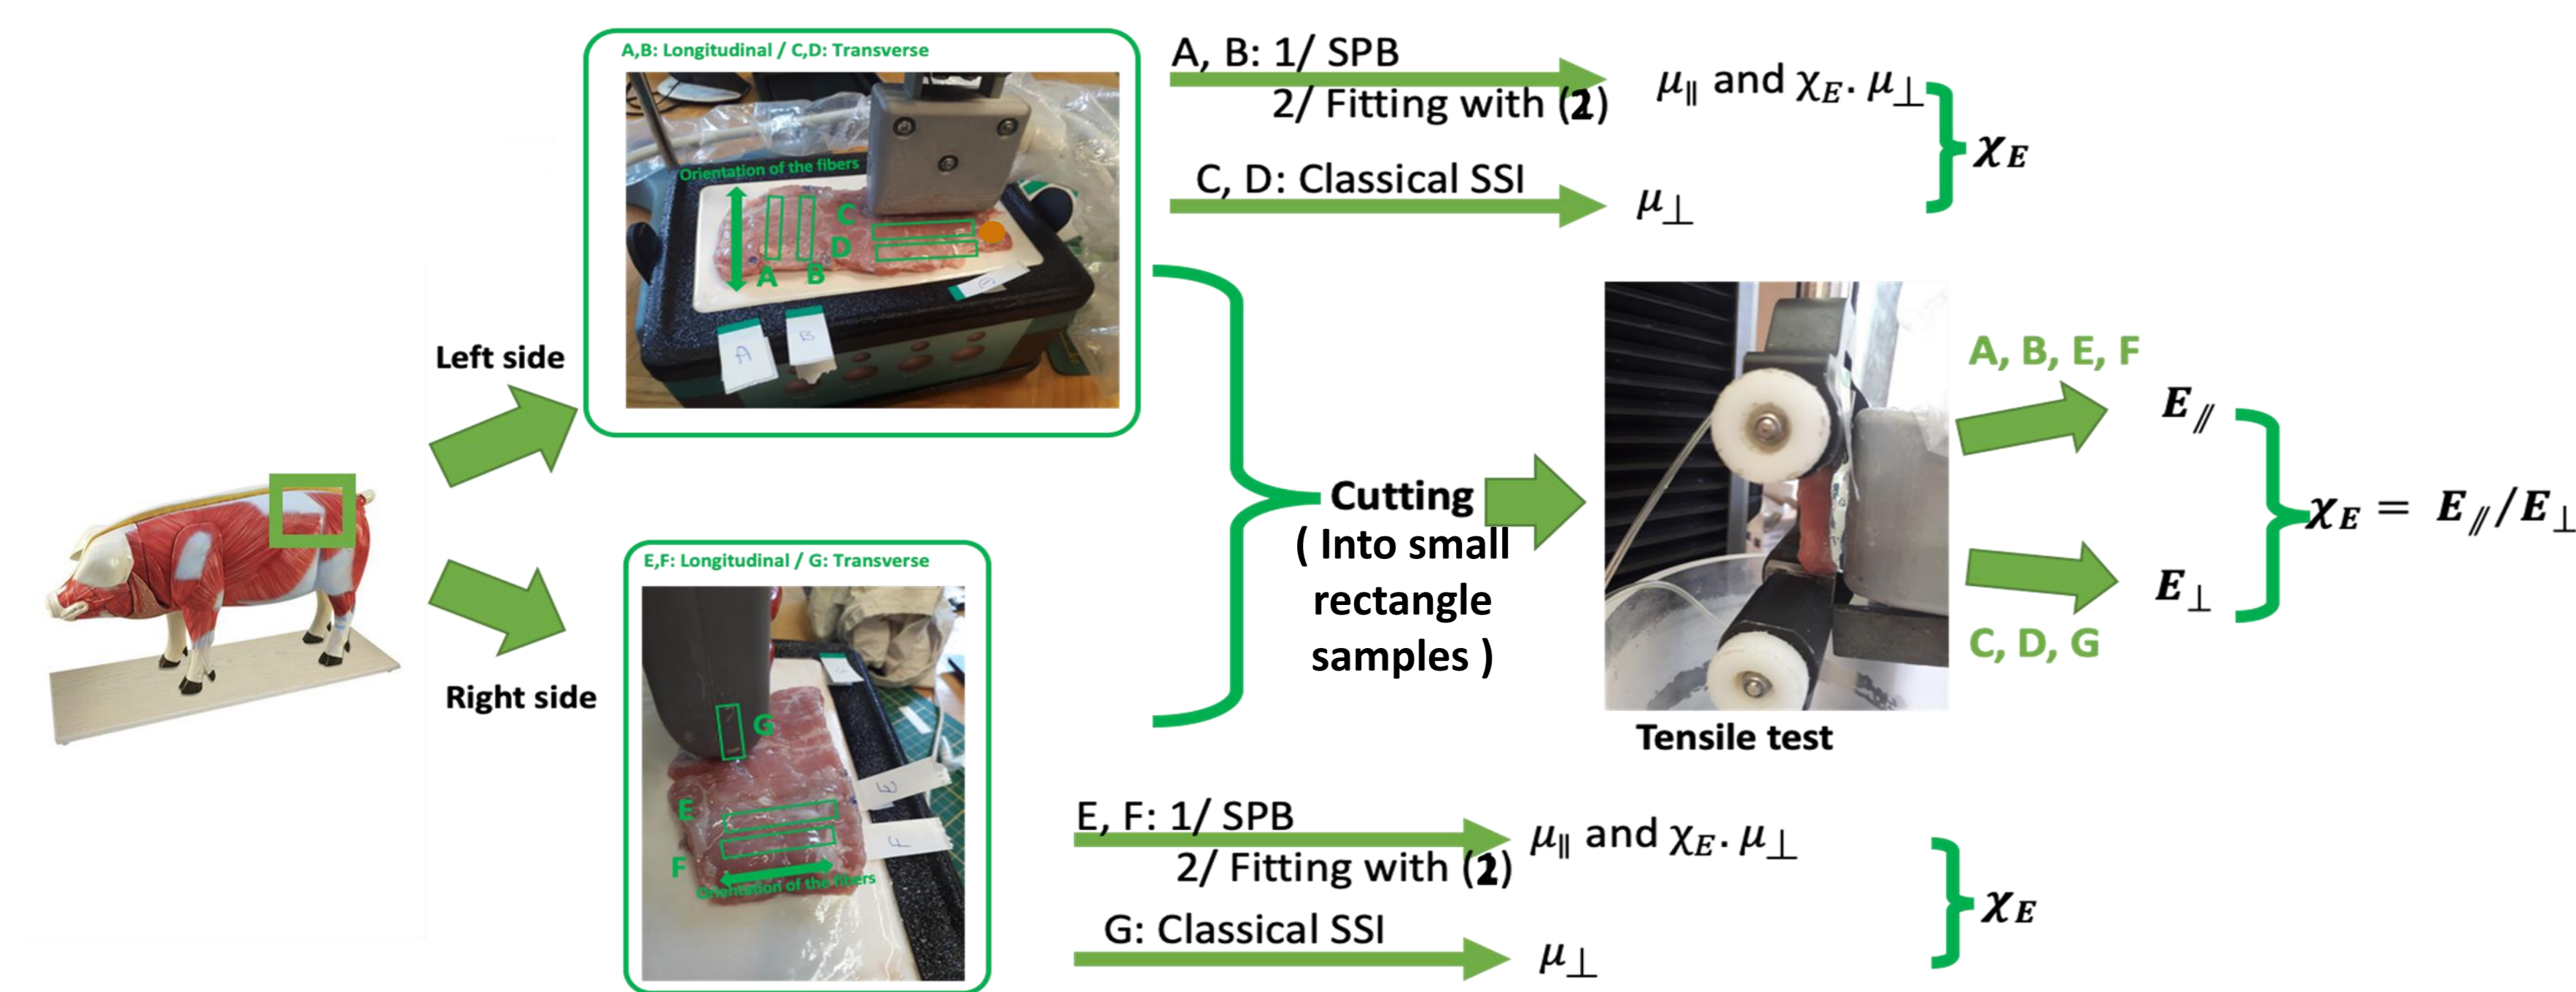 A,B: Longitudinal / C,D: Transverse
Orientation of the fibers
C
D
A
B
A
B
A, B: 1/ SPB
2/ Fitting with
μ∥ and χE. μ⊥
C, D: Classical SSI
μ⊥
χE
Left side
Right side
E,F: Longitudinal / G: Transverse
G
E
F
Orientation of the fibers
E
F
Cutting
( Into small
rectangle
samples )
Tensile test
A, B, E, F
E⫽
χE = E⫽/E⊥
E⊥
C, D, G
E, F: 1/ SPB
2/ Fitting with
μ∥ and χE. μ⊥
G: Classical SSI
μ⊥
χE